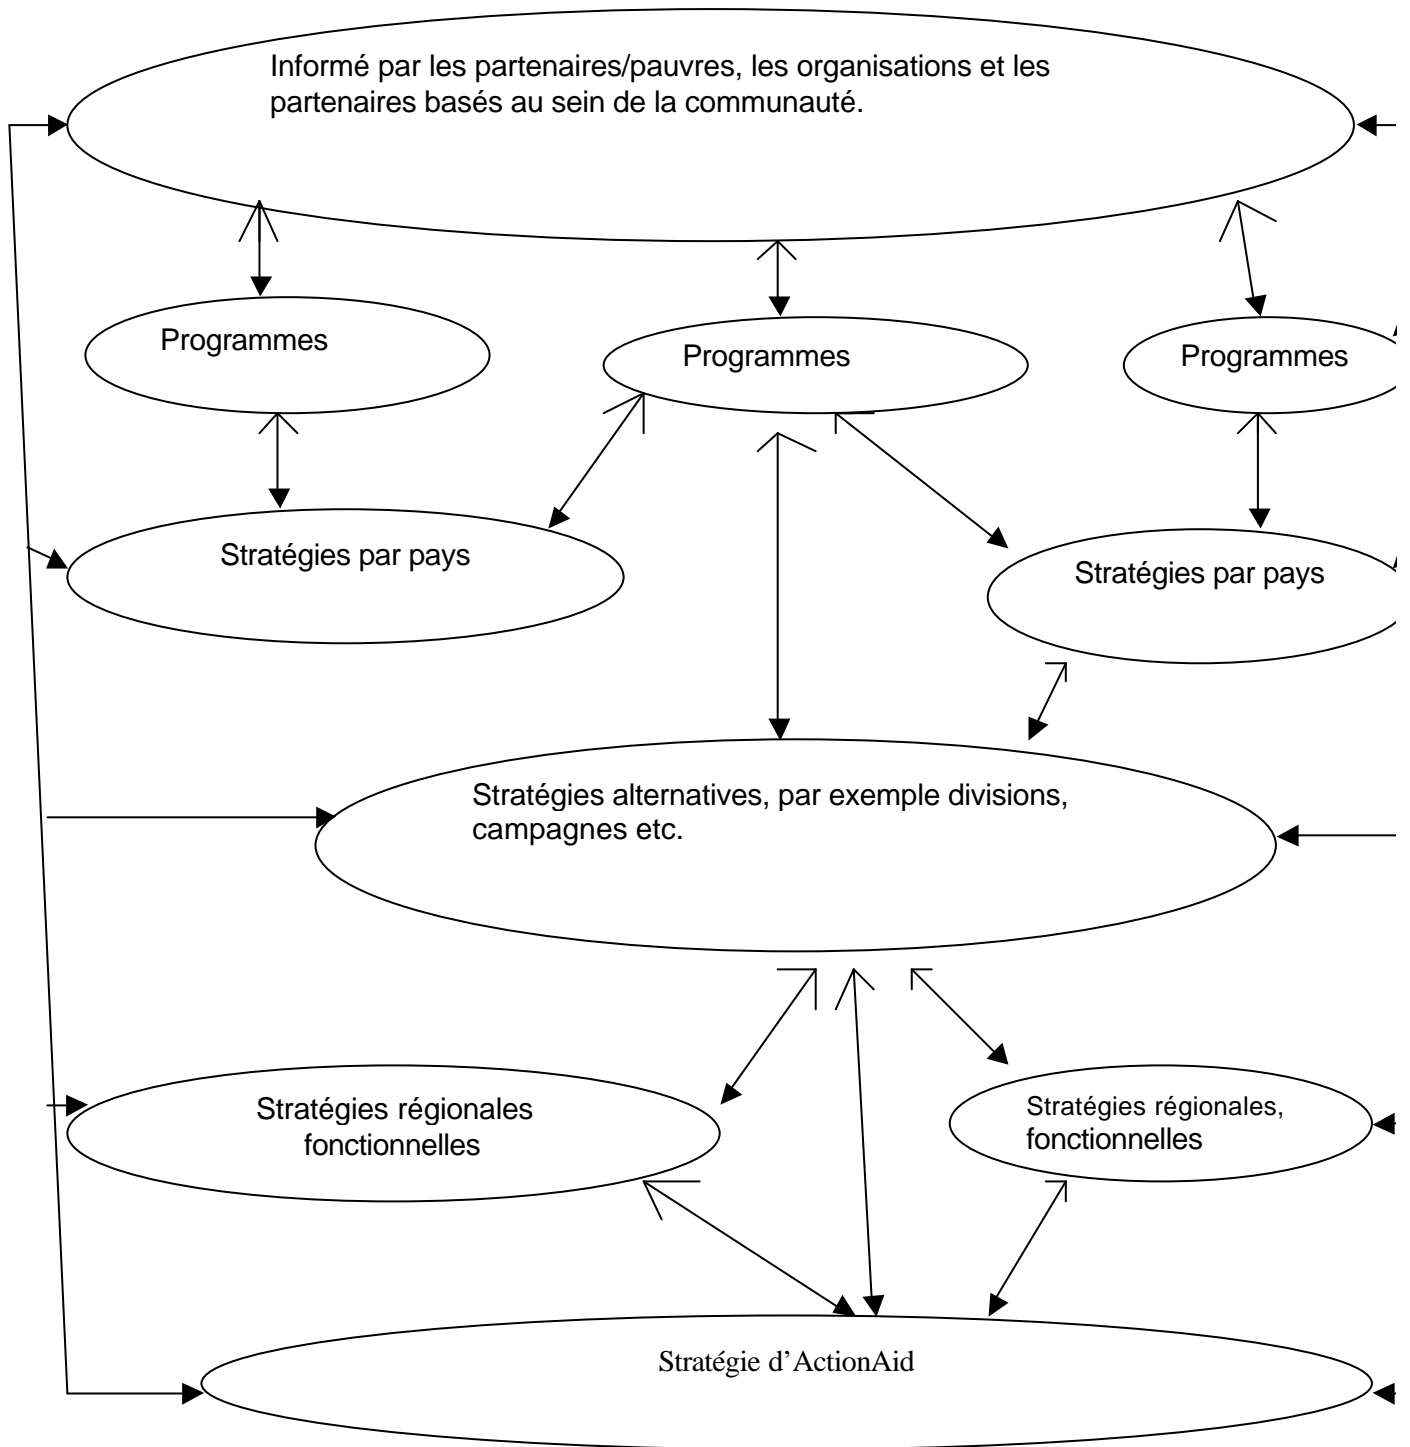 Informé par les partenaires/pauvres, les organisations et les
partenaires basés au sein de la communauté.
Programmes
Programmes
Programmes
Stratégies par pays
Stratégies par pays
Stratégies alternatives, par exemple divisions,
campagnes etc.
Stratégies régionales
fonctionnelles
Stratégies régionales,
fonctionnelles
Stratégie d’ActionAid